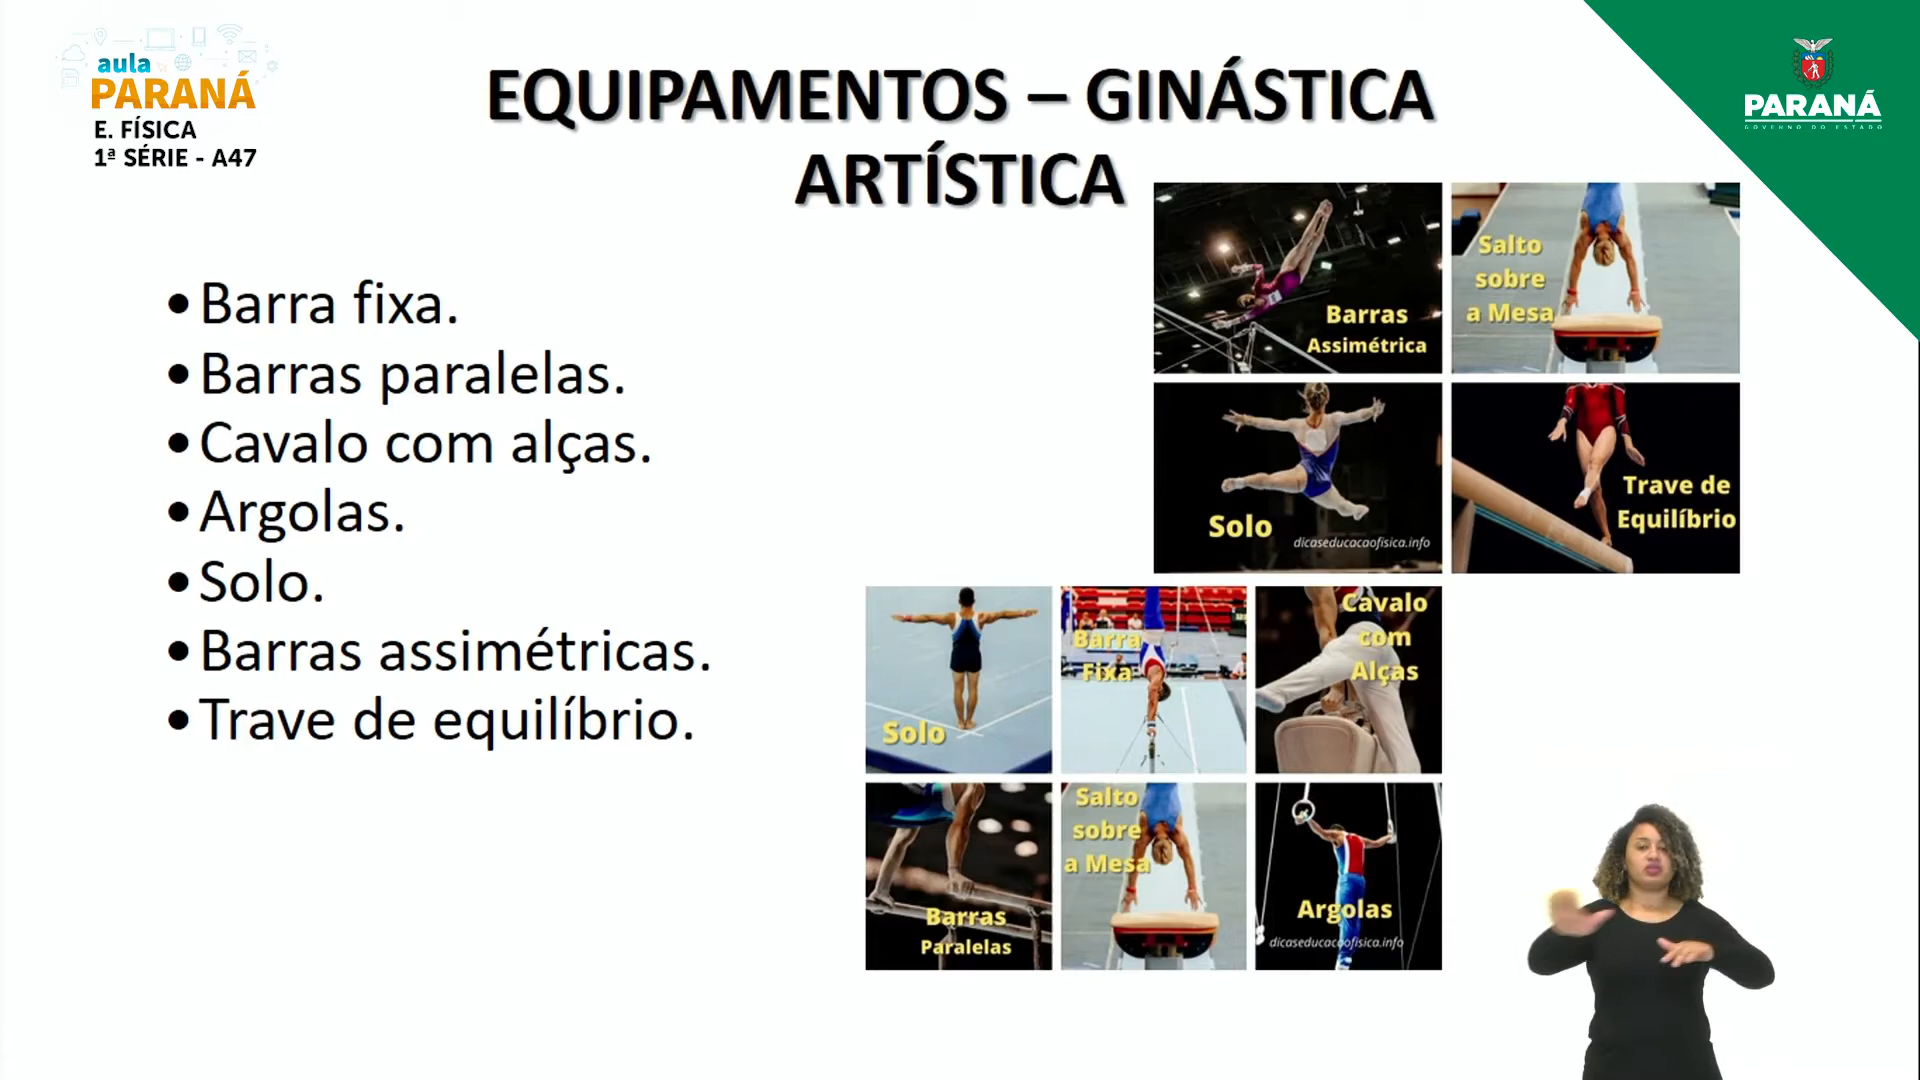 aula
PARANÁ
E. FÍSICA
1ª SÉRIE - A47
EQUIPAMENTOS – GINÁSTICA
ARTÍSTICA
PARANÁ
GOVERNO DO ESTADO
• Barra fixa.
• Barras paralelas.
• Cavalo com alças.
• Argolas.
• Solo.
• Barras assimétricas.
• Trave de equilíbrio.
Barras
Assimétrica
Salto
sobre
a Mesa
Solo
dicaseducacaofisica.info
Trave de
Equilíbrio
Solo
Barra
Fixa
Cavalo
com
Alças
Barras
Paralelas
Salto
sobre
a Mesa
Argolas
dicaseducacaofisica.info